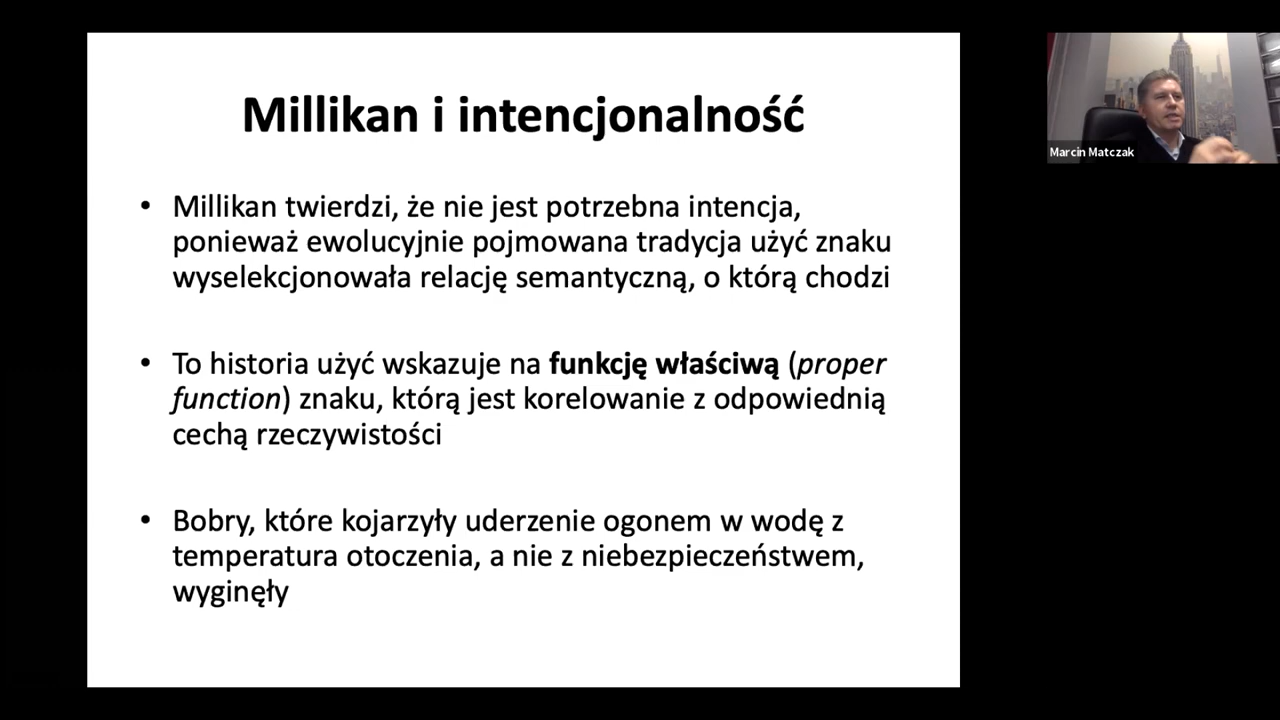 Millikan i intencjonalność
• Millikan twierdzi, że nie jest potrzebna intencja,
ponieważ ewolucyjnie pojmowana tradycja użyć znaku
wyselekcjonowała relację semantyczną, o którą chodzi
• To historia użyć wskazuje na funkcję właściwą (proper
function) znaku, którą jest korelowanie z odpowiednią
cechą rzeczywistości
• Bobry, które kojarzyły uderzenie ogonem w wodę z
temperatura otoczenia, a nie z niebezpieczeństwem,
wyginęły
Marcin Matczak